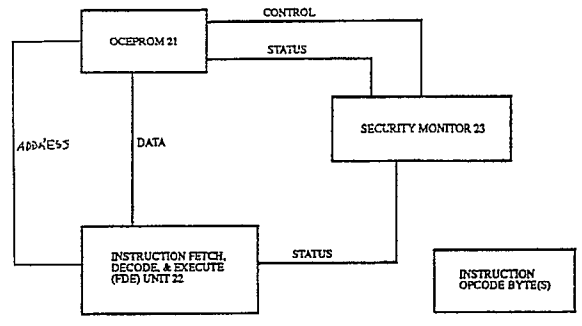 CONTROL
OCEPROM 21
STATUS
SECURITY MONITOR 23
ADDRESS
DATA
INSTRUCTION FETCH,
DECODE, & EXECUTE
(FDE) UNIT 22
STATUS
INSTRUCTION
OPCODE BYTE(S)